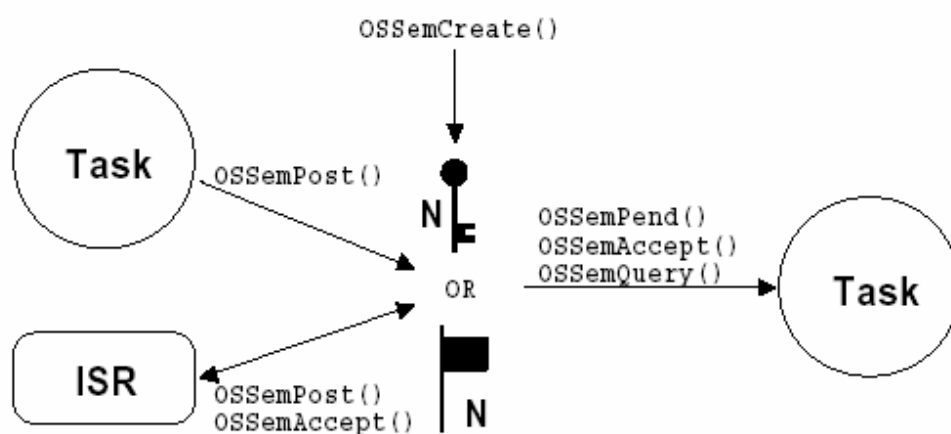 OSSemCreate()
Task
OSSemPost()
N
OSSemPend()
OSSemAccept()
OSSemQuery()
OR
Task
ISR
OSSemPost()
OSSemAccept()
N